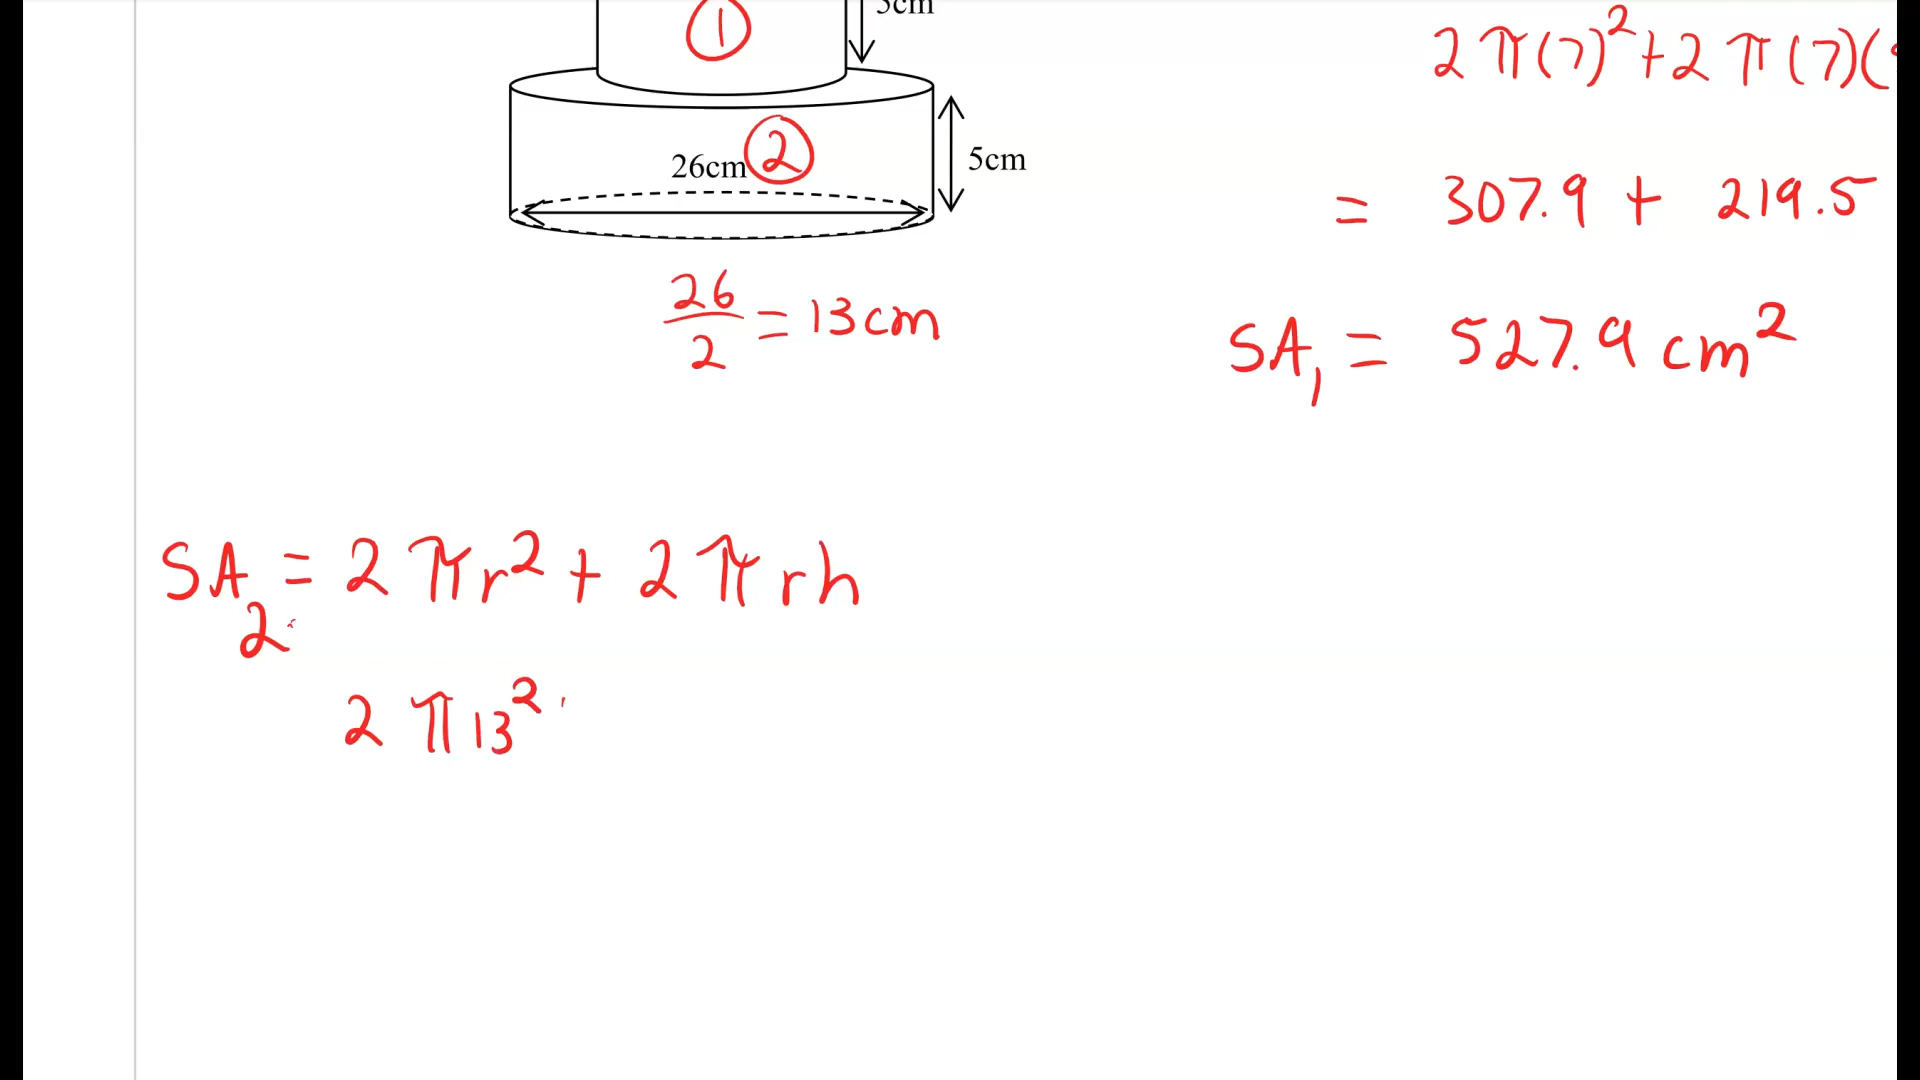 5cm
①
26cm
②
5cm
26/2 = 13cm
2π(7)²+2π(7)(
= 307.9 + 219.5
SA₁ = 527.9 cm²
SA₂ = 2πr² + 2πrh
2π13²